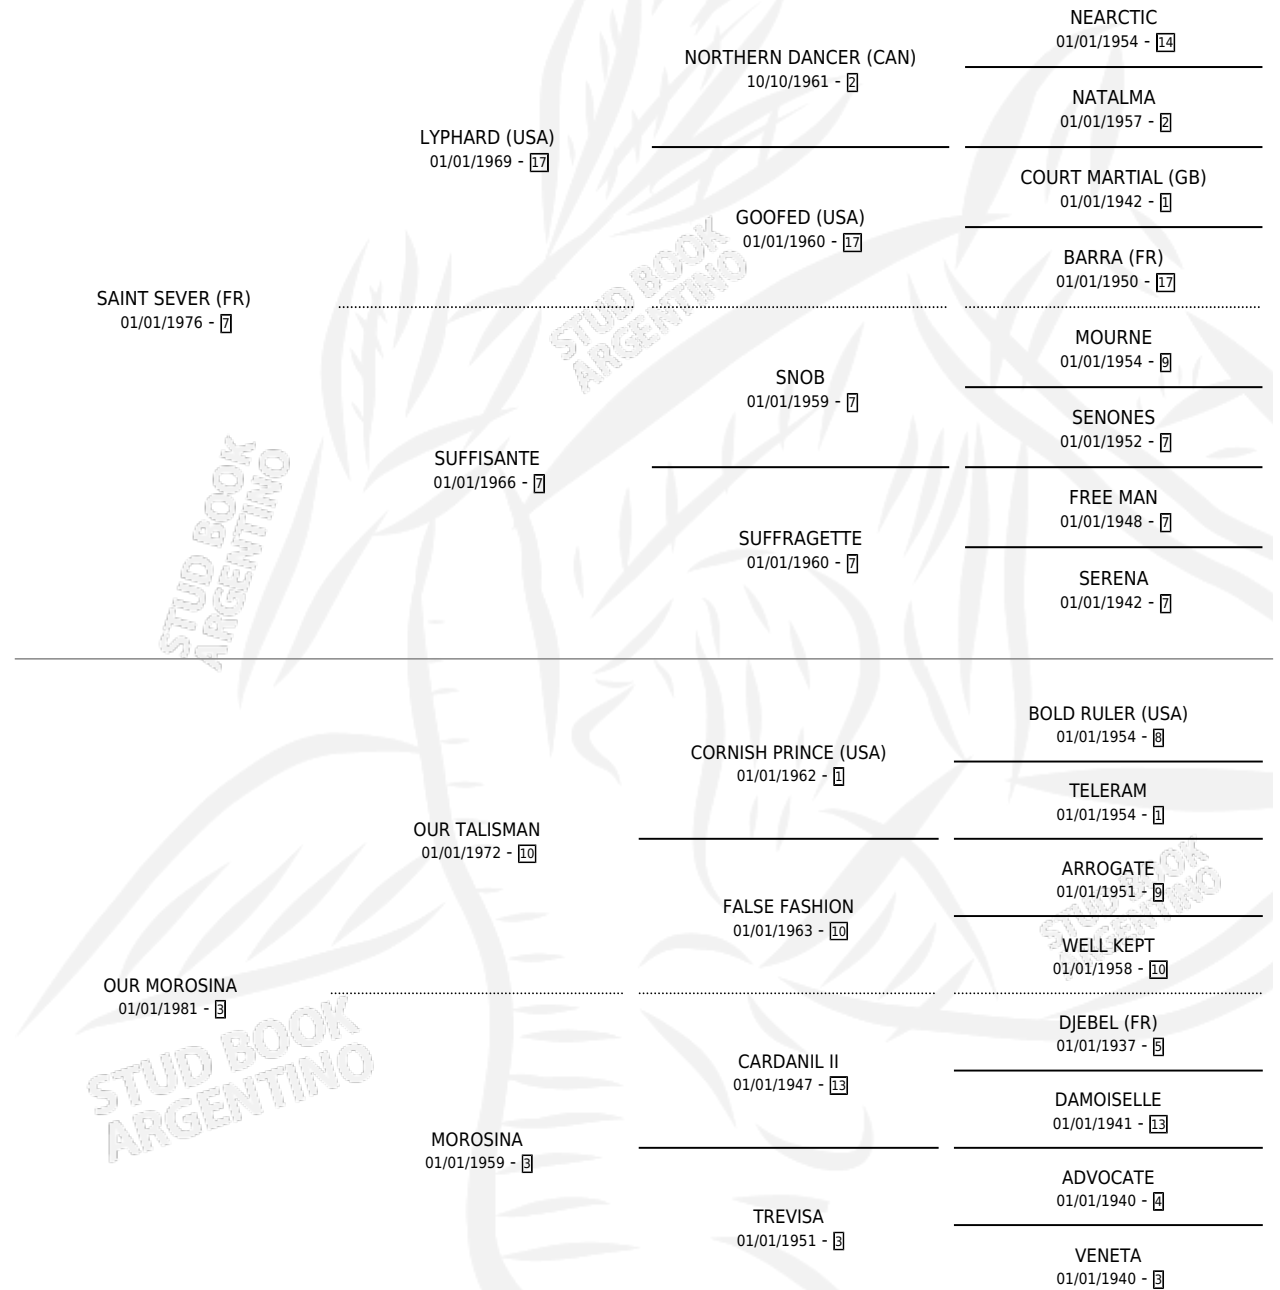 NEARCTIC
01/01/1954 - 14
NORTHERN DANCER (CAN)
10/10/1961 - 2
NATALMA
01/01/1957 - 2
LYPHARD (USA)
01/01/1969 - 17
COURT MARTIAL (GB)
01/01/1942 - 1
GOOFED (USA)
01/01/1960 - 17
BARRA (FR)
01/01/1950 - 17
SAINT SEVER (FR)
01/01/1976 - 7
STUD BOOK
ARGENTINO
MOURNE
01/01/1954 - 9
SNOB
01/01/1959 - 7
SENONES
01/01/1952 - 7
SUFFISANTE
01/01/1966 - 7
FREE MAN
01/01/1948 - 7
SUFFRAGETTE
01/01/1960 - 7
SERENA
01/01/1942 - 7
STUD BOOK
ARGENTINO
BOLD RULER (USA)
01/01/1954 - 8
CORNISH PRINCE (USA)
01/01/1962 - 1
TELERAM
01/01/1954 - 1
OUR TALISMAN
01/01/1972 - 10
ARROGATE
01/01/1951 - 9
FALSE FASHION
01/01/1963 - 10
WELL KEPT
01/01/1958 - 10
STUD BOOK
ARGENTINO
OUR MOROSINA
01/01/1981 - 3
DJEBEL (FR)
01/01/1937 - 5
CARDANIL II
01/01/1947 - 13
DAMOISELLE
01/01/1941 - 13
STUD BOOK
ARGENTINO
MOROSINA
01/01/1959 - 3
ADVOCATE
01/01/1940 - 4
TREVISA
01/01/1951 - 3
VENETA
01/01/1940 - 3